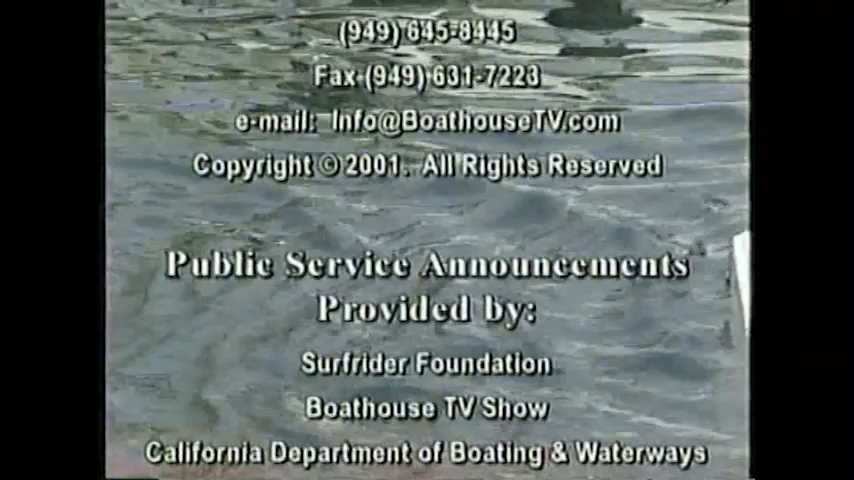 (949) 645-8445
Fax (949) 631-7223
e-mail: Info@BoathouseTV.com
Copyright © 2001. All Rights Reserved
Public Service Announcements
Provided by:
Surfrider Foundation
Boathouse TV Show
California Department of Boating & Waterways